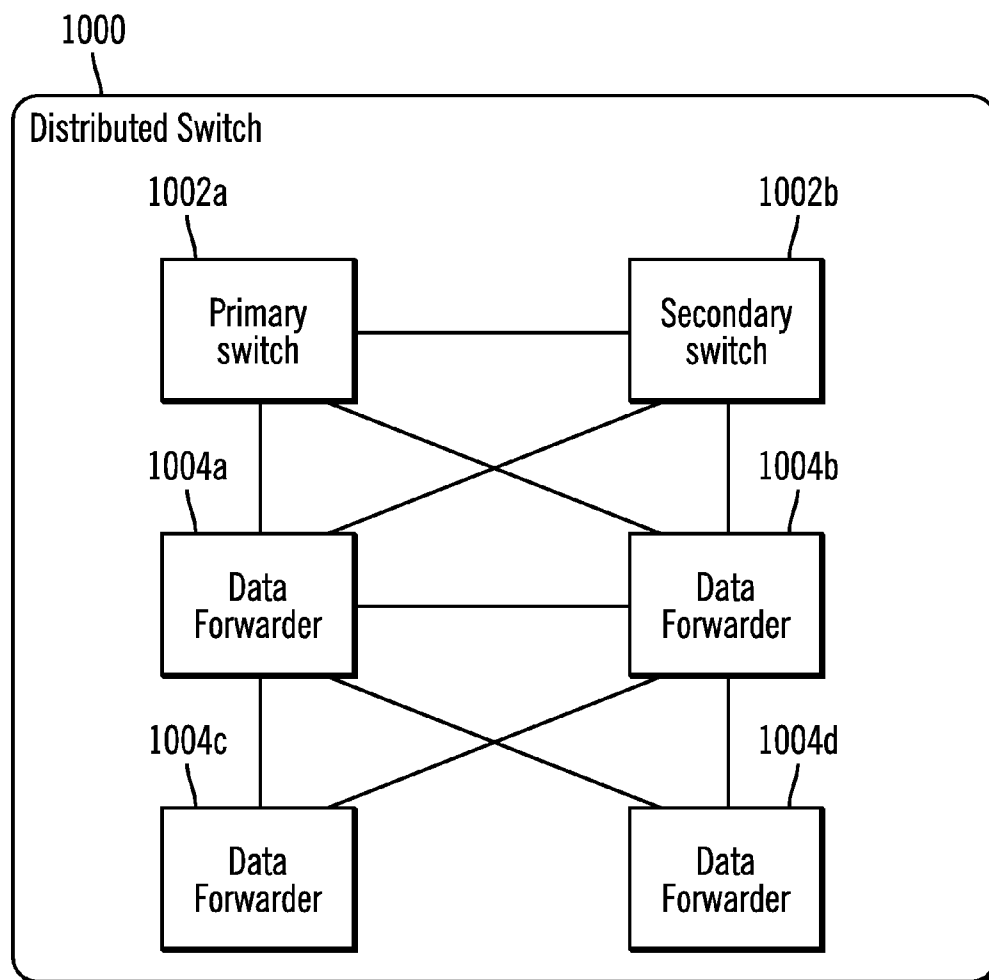 1000
Distributed Switch
1002a
1002b
Primary
switch
Secondary
switch
1004a
1004b
Data
Forwarder
Data
Forwarder
1004c
1004d
Data
Forwarder
Data
Forwarder